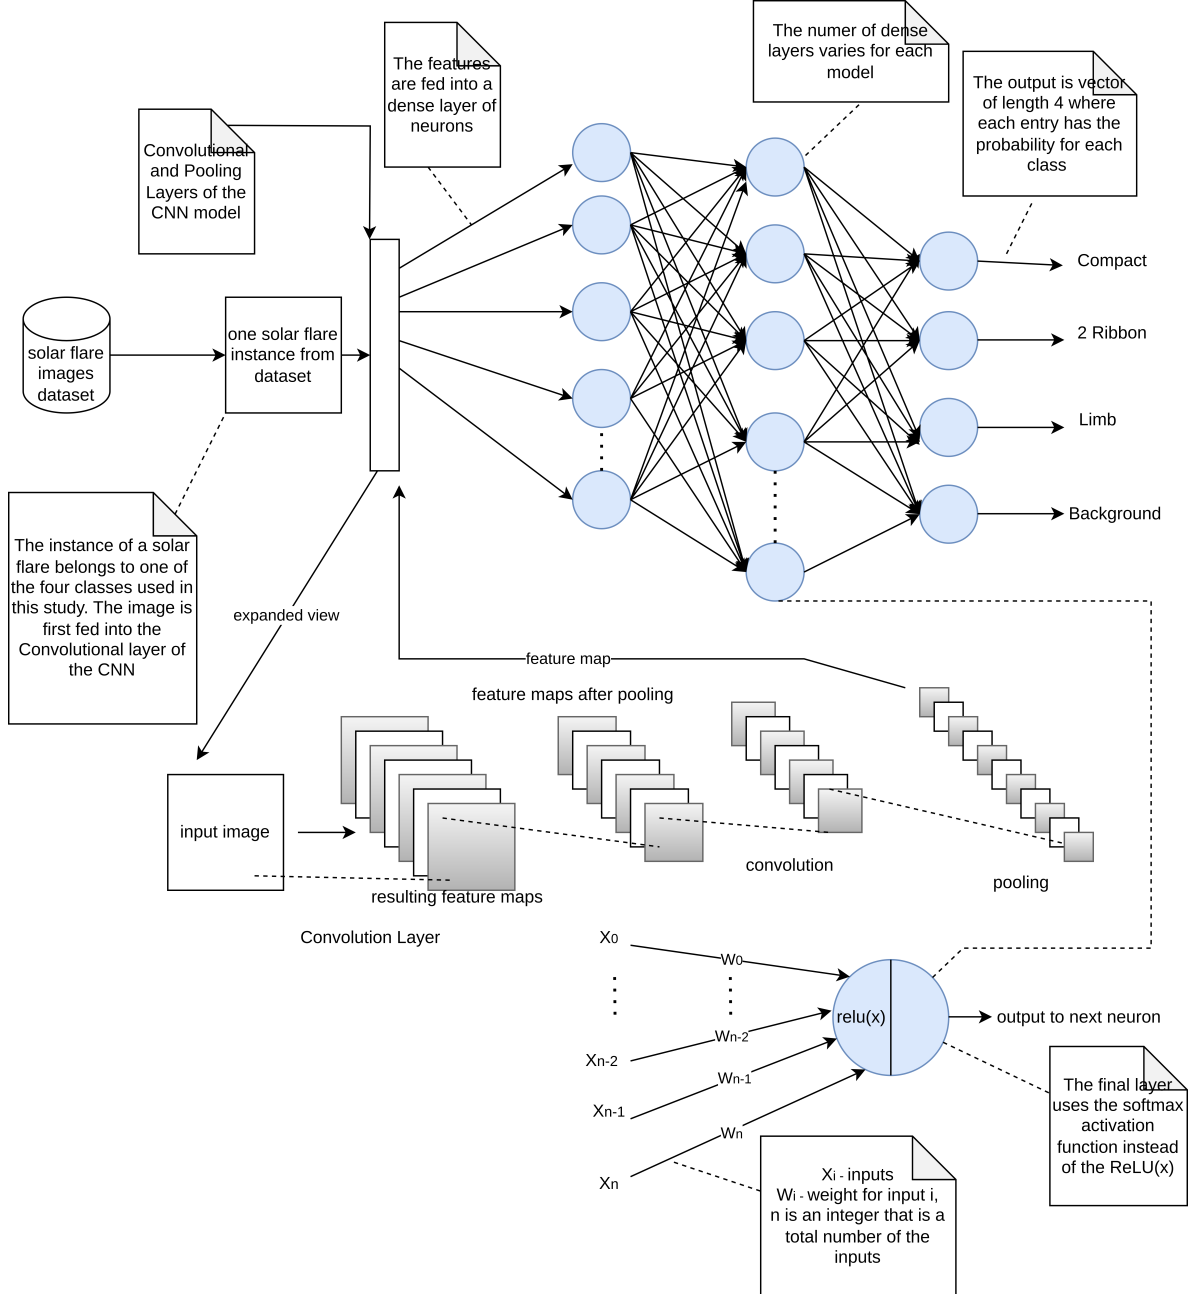 The numer of dense
layers varies for each
model
The features
are fed into a
dense layer of
neurons
The output is vector
of length 4 where
each entry has the
probability for each
class
Convolutional
and Pooling
Layers of the
CNN model
Compact
2 Ribbon
Limb
Background
solar flare
images
dataset
one solar flare
instance from
dataset
The instance of a solar
flare belongs to one of
the four classes used in
this study. The image is
first fed into the
Convolutional layer of
the CNN
expanded view
feature map
feature maps after pooling
input image
resulting feature maps
convolution
pooling
Convolution Layer
X0
W0
Xn-2
Wn-2
Xn-1
Wn-1
Xn
Wn
relu(x)
output to next neuron
The final layer
uses the softmax
activation
function instead
of the ReLU(x)
Xi - inputs
Wi - weight for input i,
n is an integer that is a
total number of the
inputs